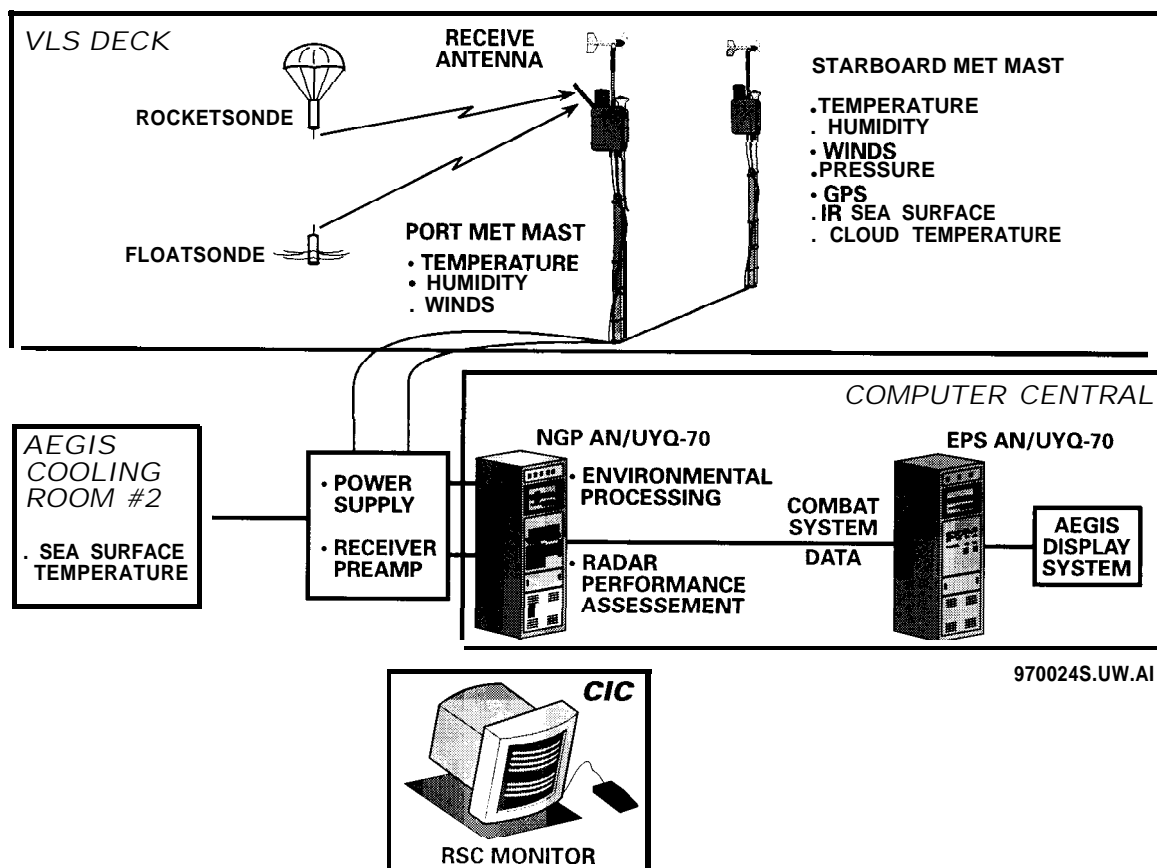 VLS DECK
ROCKETSONDE
FLOATSONDE
RECEIVE
ANTENNA
PORT MET MAST
• TEMPERATURE
• HUMIDITY
. WINDS
STARBOARD MET MAST
•TEMPERATURE
. HUMIDITY
• WINDS
•PRESSURE
• GPS
. IR SEA SURFACE
. CLOUD TEMPERATURE
AEGIS
COOLING
ROOM #2
. SEA SURFACE
TEMPERATURE
• POWER
SUPPLY
• RECEIVER
PREAMP
COMPUTER CENTRAL
NGP AN/UYQ-70
• ENVIRONMENTAL
PROCESSING
• RADAR
PERFORMANCE
ASSESSEMENT
COMBAT
SYSTEM
DATA
EPS AN/UYQ-70
AEGIS
DISPLAY
SYSTEM
970024S.UW.AI
CIC
RSC MONITOR